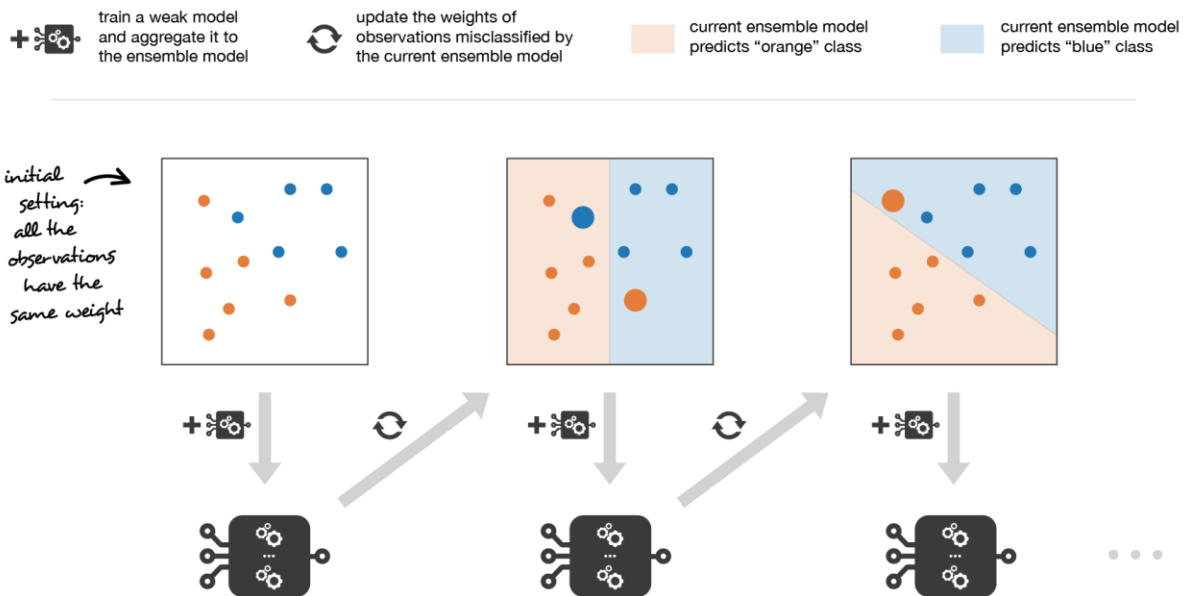 train a weak model
and aggregate it to
the ensemble model
update the weights of
observations misclassified by
the current ensemble model
current ensemble model
predicts “orange” class
current ensemble model
predicts “blue” class
initial
setting:
all the
observations
have the
same weight